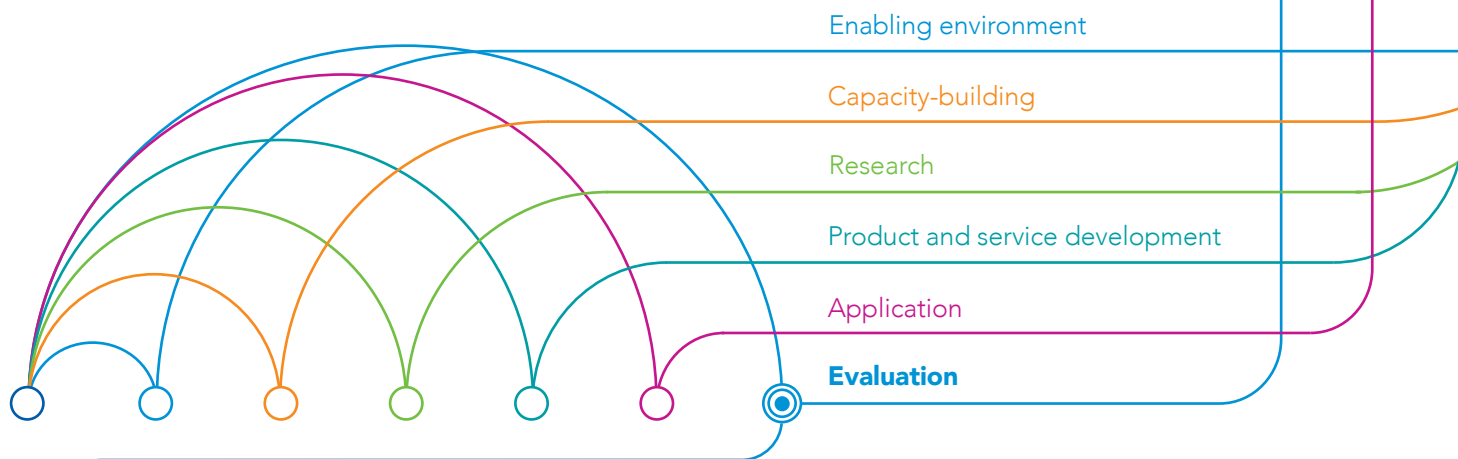 Enabling environment
Capacity-building
Research
Product and service development
Application
Evaluation